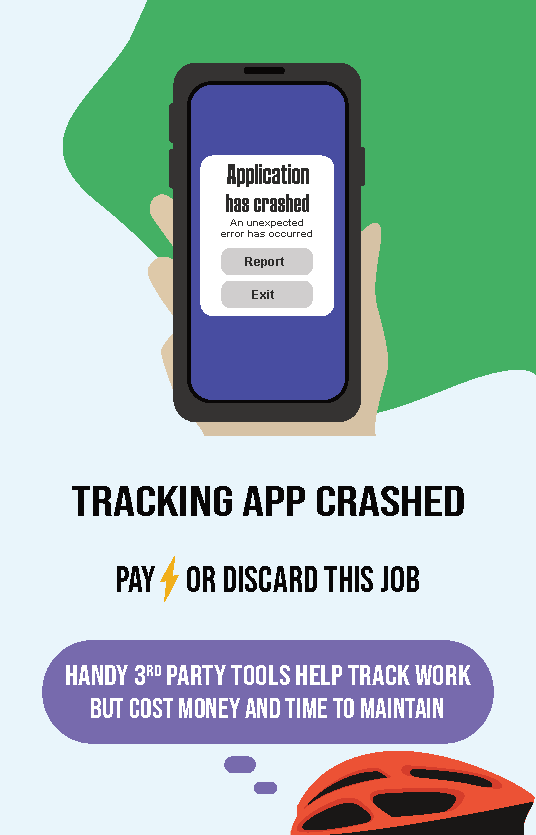 Application
has crashed
An unexpected
error has occurred
Report
Exit
TRACKING APP CRASHED
PAY⚡OR DISCARD THIS JOB
HANDY 3RD PARTY TOOLS HELP TRACK WORK
BUT COST MONEY AND TIME TO MAINTAIN